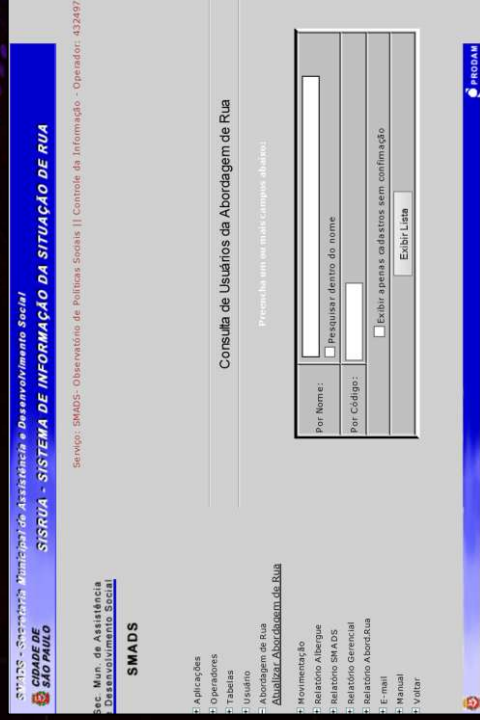 SMADS - Secretaria Municipal de Assistência e Desenvolvimento Social
CIDADE DE
SÃO PAULO
SISRUA - SISTEMA DE INFORMAÇÃO DA SITUAÇÃO DE RUA
Serviço: SMADS- Observatório de Políticas Sociais || Controle da Informação - Operador: 432497
Sec. Mun. de Assistência
e Desenvolvimento Social
SMADS
Aplicações
Operadores
Tabelas
Usuário
Abordagem de Rua
Atualizar Abordagem de Rua
Movimentação
Relatório Albergue
Relatório SMADS
Relatório Gerencial
Relatório Abord.Rua
E-mail
Manual
Voltar
Consulta de Usuários da Abordagem de Rua
Preencha um ou mais campos abaixo:
Por Nome:
Pesquisar dentro do nome
Por Código:
Exibir apenas cadastros sem confimação
Exibir Lista
PRODAM